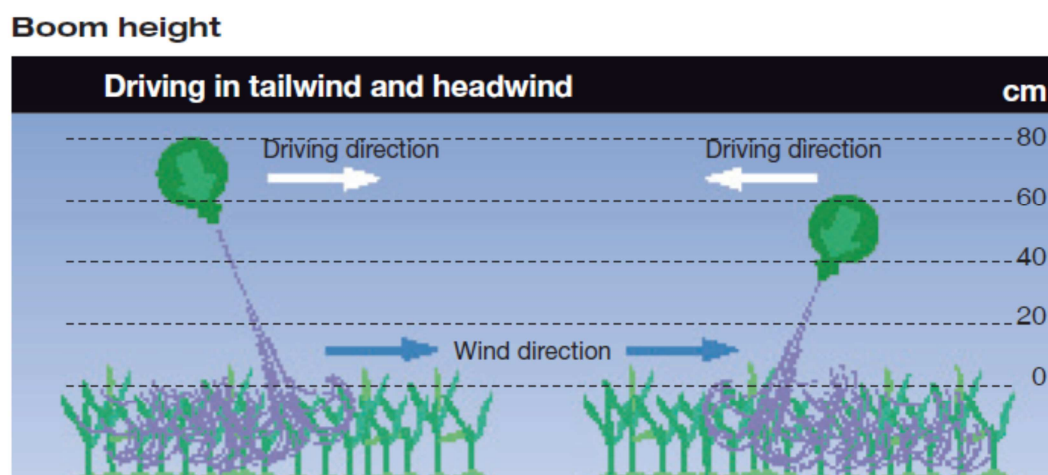 Boom height
Driving in tailwind and headwind
cm
80
Driving direction
Driving direction
60
40
20
Wind direction
0